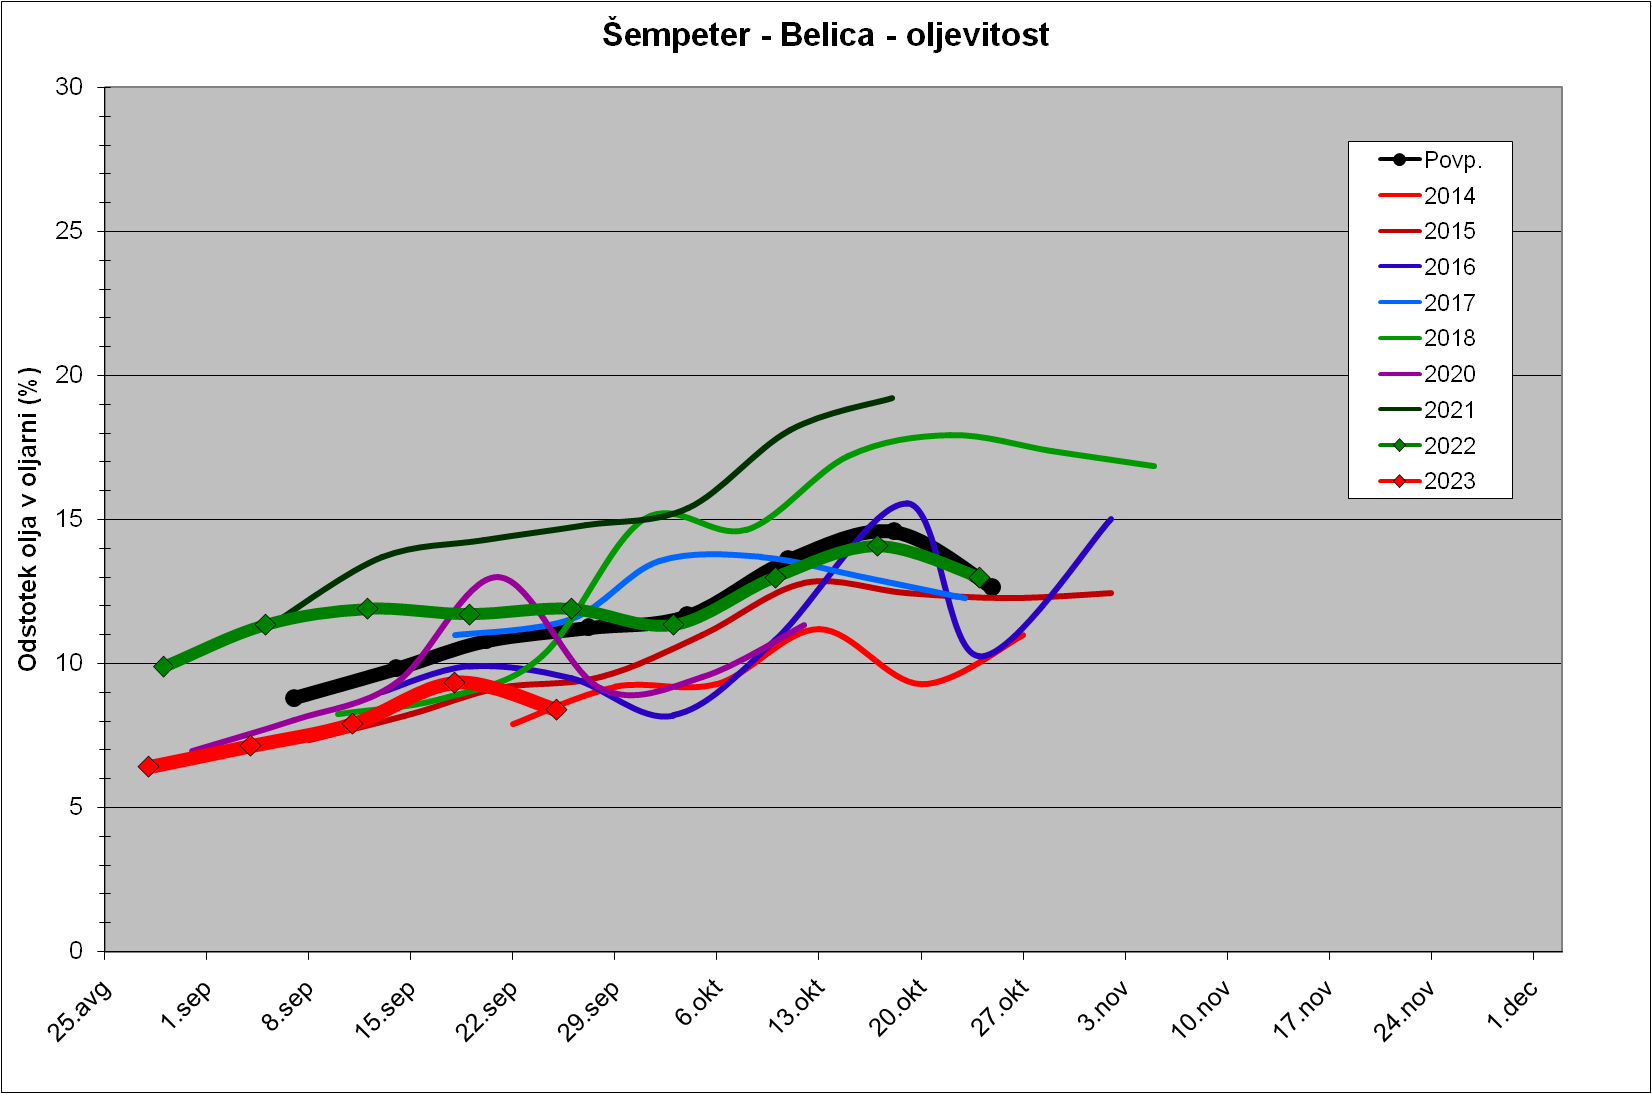 Šempeter - Belica - oljevitost
Odstotek olja v oljarni (%)
30
25
20
15
10
5
0
25.avg
1.sep
8.sep
15.sep
22.sep
29.sep
6.okt
13.okt
20.okt
27.okt
3.nov
10.nov
17.nov
24.nov
1.dec
Povp.
2014
2015
2016
2017
2018
2020
2021
2022
2023